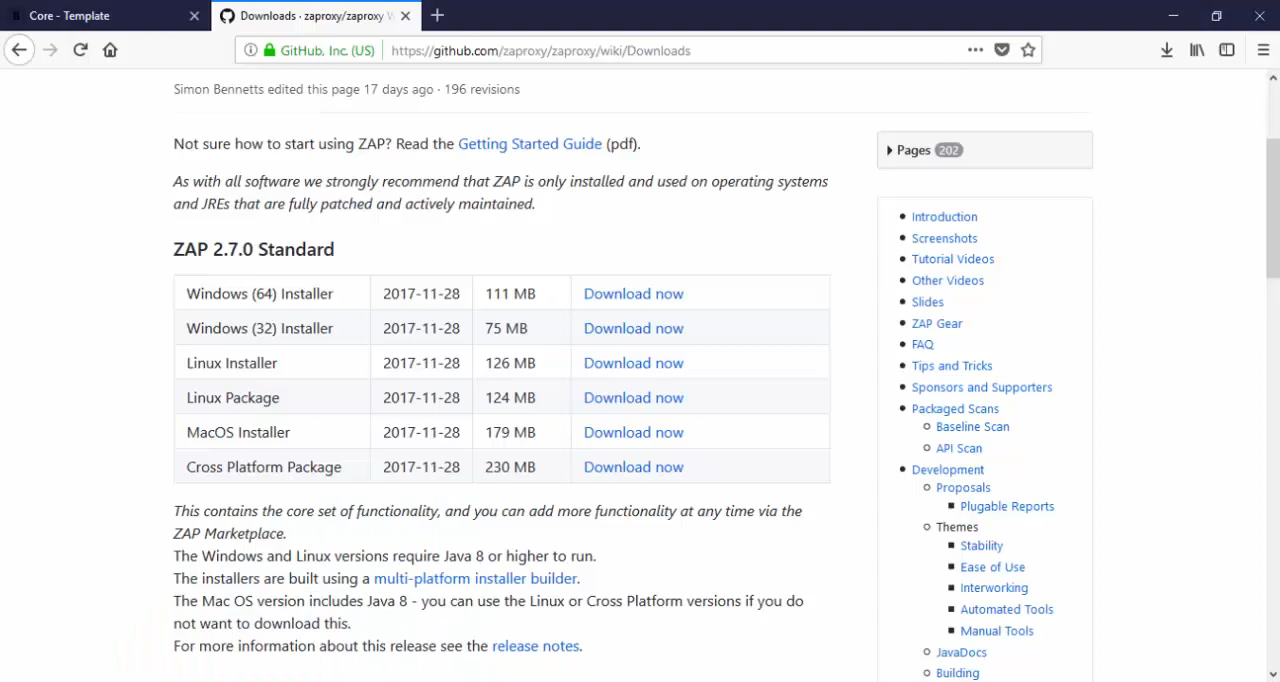 Core - Template
Downloads · zaproxy/zaproxy W
GitHub, Inc. (US)
https://github.com/zaproxy/zaproxy/wiki/Downloads
Simon Bennetts edited this page 17 days ago · 196 revisions
Not sure how to start using ZAP? Read the Getting Started Guide (pdf).
As with all software we strongly recommend that ZAP is only installed and used on operating systems
and JREs that are fully patched and actively maintained.
ZAP 2.7.0 Standard
Windows (64) Installer 2017-11-28 111 MB Download now
Windows (32) Installer 2017-11-28 75 MB Download now
Linux Installer 2017-11-28 126 MB Download now
Linux Package 2017-11-28 124 MB Download now
MacOS Installer 2017-11-28 179 MB Download now
Cross Platform Package 2017-11-28 230 MB Download now
This contains the core set of functionality, and you can add more functionality at any time via the
ZAP Marketplace.
The Windows and Linux versions require Java 8 or higher to run.
The installers are built using a multi-platform installer builder.
The Mac OS version includes Java 8 - you can use the Linux or Cross Platform versions if you do
not want to download this.
For more information about this release see the release notes.
Pages 202
Introduction
Screenshots
Tutorial Videos
Other Videos
Slides
ZAP Gear
FAQ
Tips and Tricks
Sponsors and Supporters
Packaged Scans
Baseline Scan
API Scan
Development
Proposals
Plugable Reports
Themes
Stability
Ease of Use
Interworking
Automated Tools
Manual Tools
JavaDocs
Building